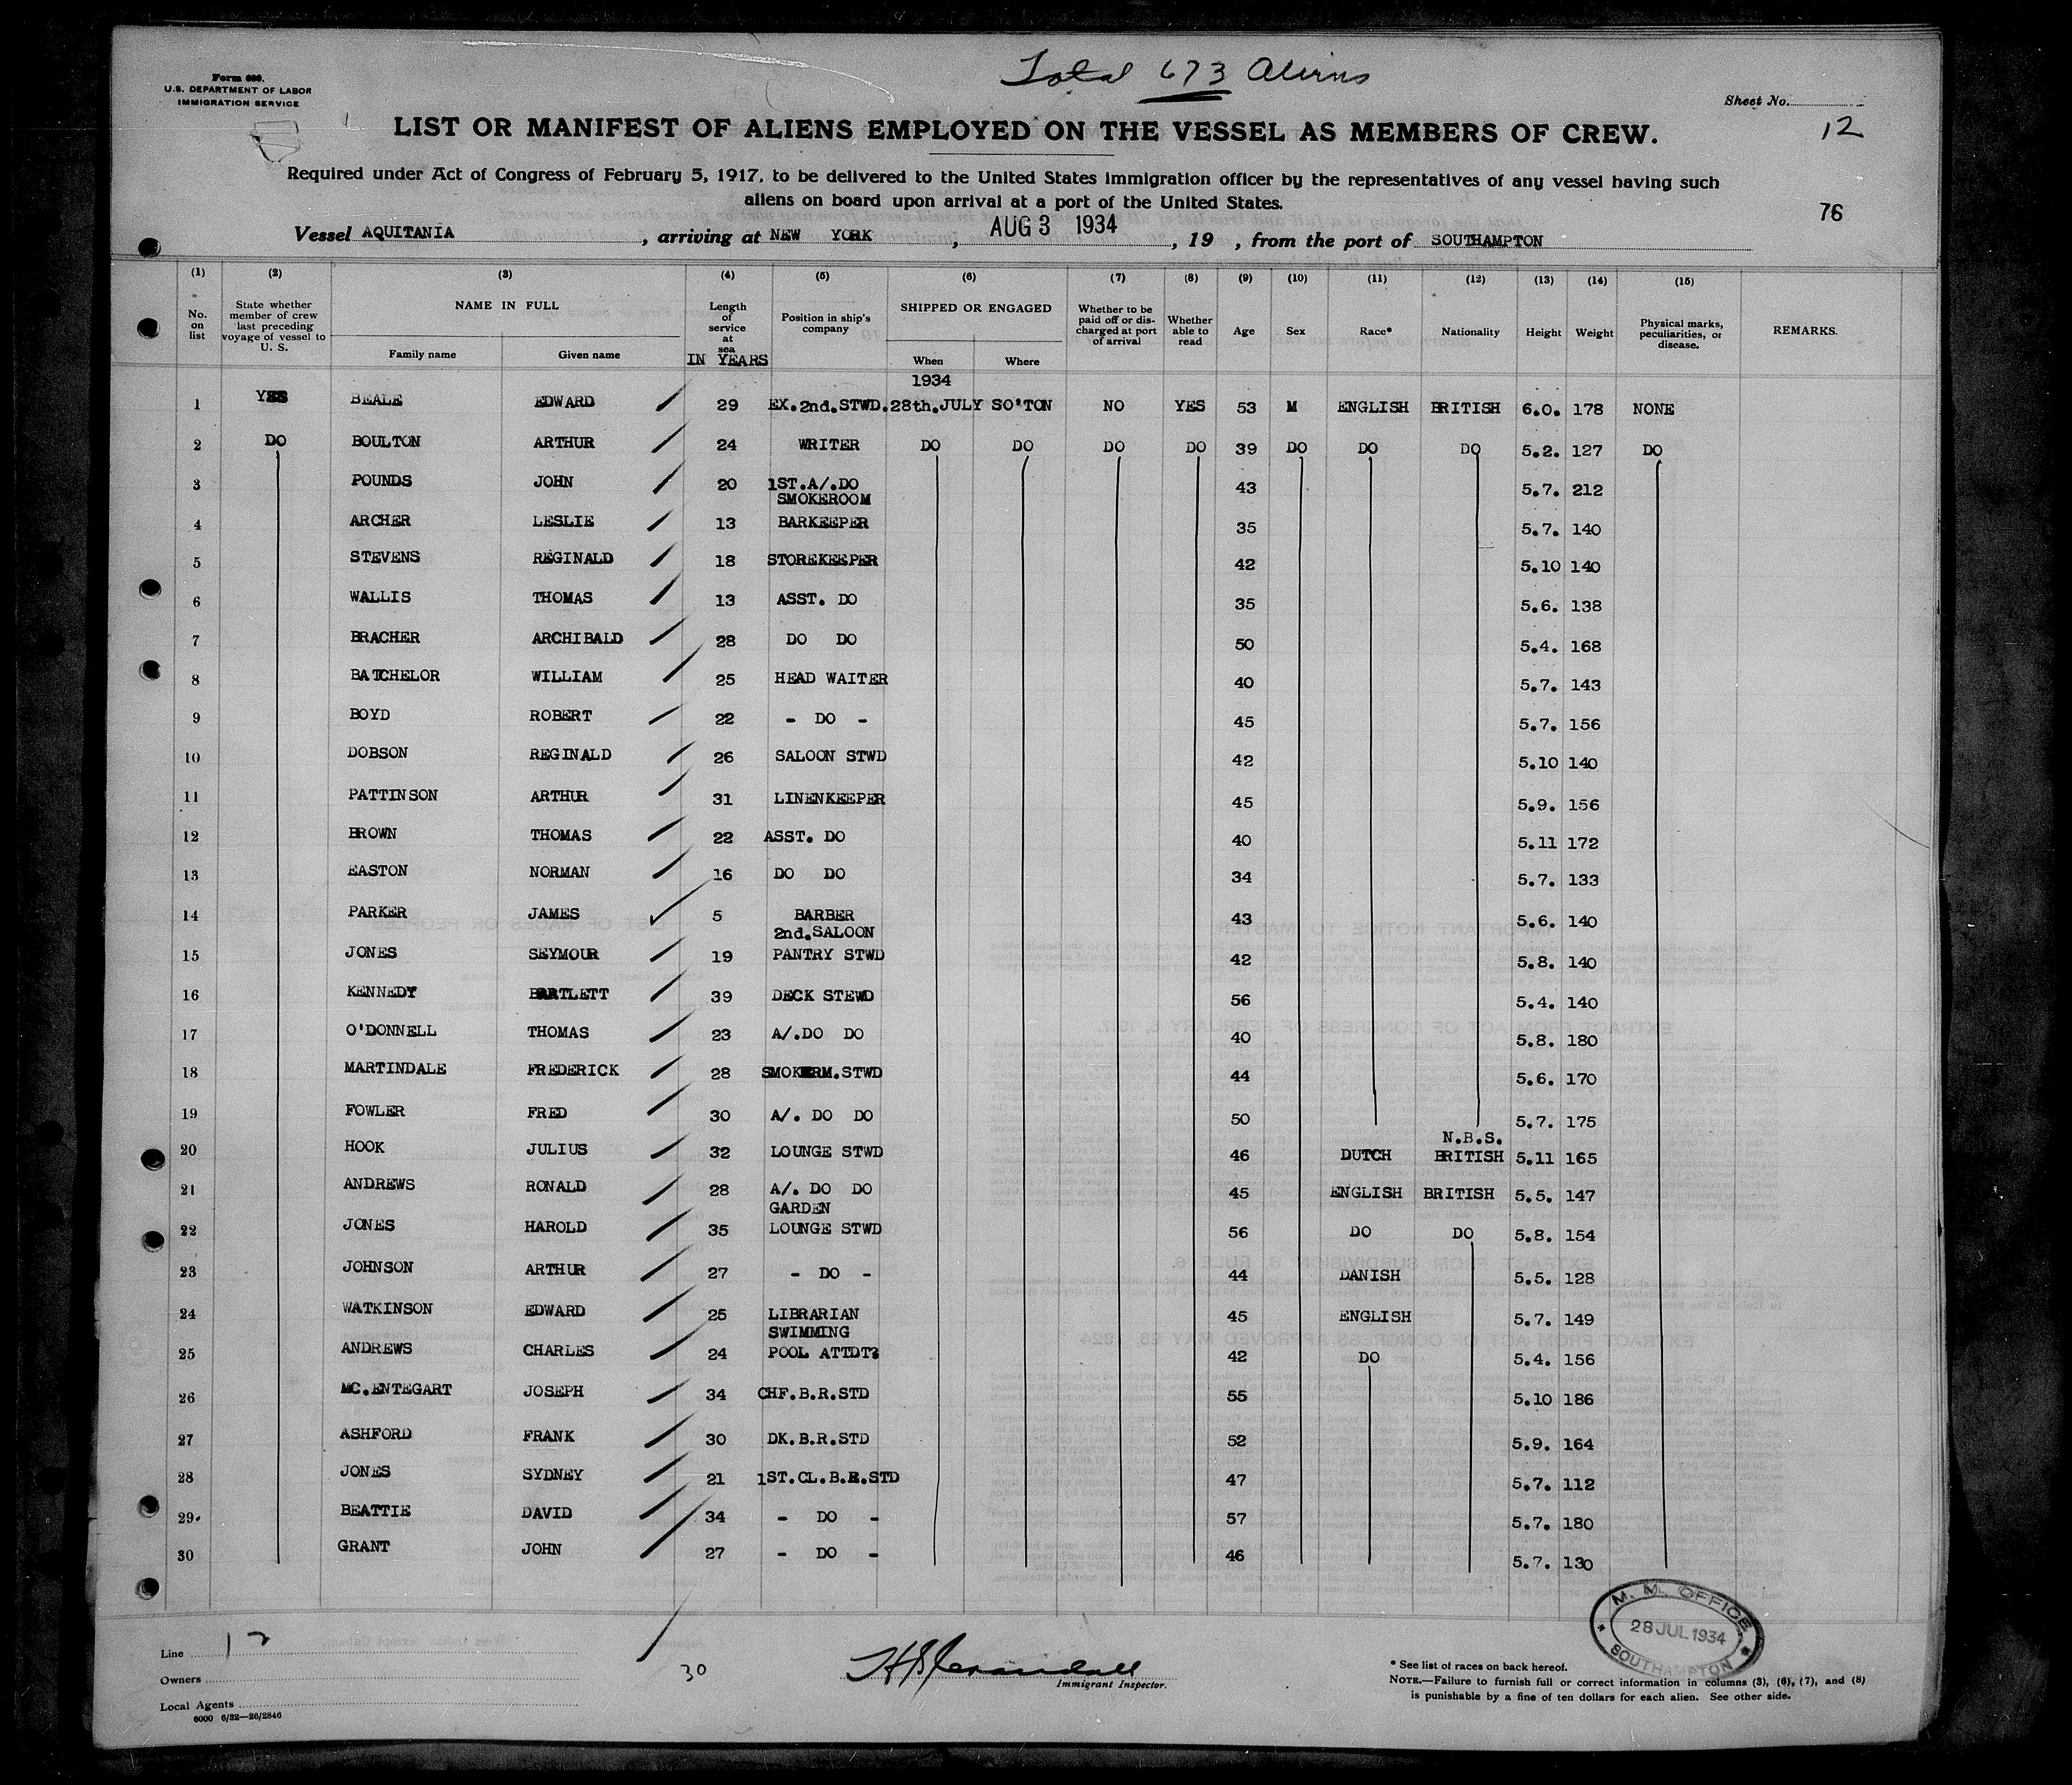 Total 673 Aliens
Form 680.
U.S. DEPARTMENT OF LABOR
IMMIGRATION SERVICE
Sheet No.
12
LIST OR MANIFEST OF ALIENS EMPLOYED ON THE VESSEL AS MEMBERS OF CREW.
Required under Act of Congress of February 5, 1917, to be delivered to the United States immigration officer by the representatives of any vessel having such
aliens on board upon arrival at a port of the United States.
76
Vessel AQUITANIA, arriving at NEW YORK, AUG 3 1934, 19 , from the port of SOUTHAMPTON
(1) (2) (3) (4) (5) (6) (7) (8) (9) (10) (11) (12) (13) (14) (15)
No. on list State whether member of crew last preceding voyage of vessel to U. S. NAME IN FULL Family name Given name Length of service at sea IN YEARS Position in ship's company SHIPPED OR ENGAGED When Where Whether to be paid off or discharged at port of arrival Whether able to read Age Sex Race* Nationality Height Weight Physical marks, peculiarities, or disease. REMARKS.
1934
1 YES BEALE EDWARD 29 EX.2nd.STWD. 28th.JULY SO'TON NO YES 53 M ENGLISH BRITISH 6.0. 178 NONE
2 DO BOULTON ARTHUR 24 WRITER DO DO DO DO 39 DO DO DO 5.2. 127 DO
3 POUNDS JOHN 20 1ST.A/.DO 43 5.7. 212
SMOKEROOM
4 ARCHER LESLIE 13 BARKEEPER 35 5.7. 140
5 STEVENS REGINALD 18 STOREKEEPER 42 5.10 140
6 WALLIS THOMAS 13 ASST. DO 35 5.6. 138
7 BRACHER ARCHIBALD 28 DO DO 50 5.4. 168
8 BATCHELOR WILLIAM 25 HEAD WAITER 40 5.7. 143
9 BOYD ROBERT 22 - DO - 45 5.7. 156
10 DOBSON REGINALD 26 SALOON STWD 42 5.10 140
11 PATTINSON ARTHUR 31 LINENKEEPER 45 5.9. 156
12 BROWN THOMAS 22 ASST. DO 40 5.11 172
13 EASTON NORMAN 16 DO DO 34 5.7. 133
14 PARKER JAMES 5 BARBER 43 5.6. 140
2nd.SALOON
15 JONES SEYMOUR 19 PANTRY STWD 42 5.8. 140
16 KENNEDY BARTLETT 39 DECK STEWD 56 5.4. 140
17 O'DONNELL THOMAS 23 A/.DO DO 40 5.8. 180
18 MARTINDALE FREDERICK 28 SMOKERM.STWD 44 5.6. 170
19 FOWLER FRED 30 A/. DO DO 50 5.7. 175
N.B.S.
20 HOOK JULIUS 32 LOUNGE STWD 46 DUTCH BRITISH 5.11 165
21 ANDREWS RONALD 28 A/. DO DO 45 ENGLISH BRITISH 5.5. 147
GARDEN
22 JONES HAROLD 35 LOUNGE STWD 56 DO DO 5.8. 154
23 JOHNSON ARTHUR 27 - DO - 44 DANISH 5.5. 128
24 WATKINSON EDWARD 25 LIBRARIAN 45 ENGLISH 5.7. 149
SWIMMING
25 ANDREWS CHARLES 24 POOL ATTDT? 42 DO 5.4. 156
26 MC.ENTEGART JOSEPH 34 CHF.B.R.STD 55 5.10 186
27 ASHFORD FRANK 30 DK.B.R.STD 52 5.9. 164
28 JONES SYDNEY 21 1ST.CL.B.R.STD 47 5.7. 112
29. BEATTIE DAVID 34 - DO - 57 5.7. 180
30 GRANT JOHN 27 - DO - 46 5.7. 130
M. M. OFFICE
28 JUL 1934
SOUTHAMPTON
Line
Owners
Local Agents
6000 6/32—26/2846
30
Immigrant Inspector.
* See list of races on back hereof.
NOTE.—Failure to furnish full or correct information in columns (3), (6), (7), and (8)
is punishable by a fine of ten dollars for each alien. See other side.